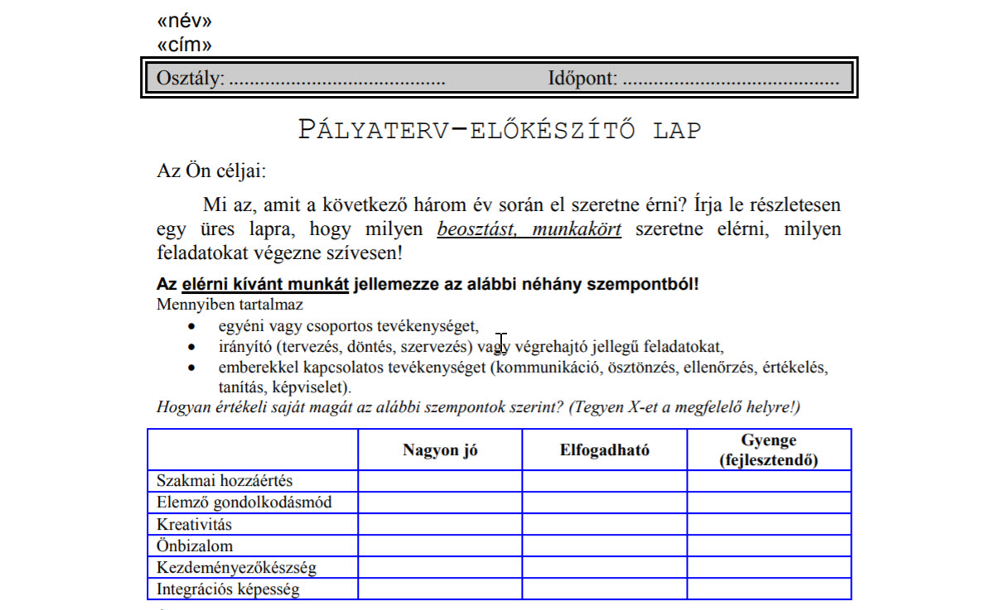 «név»
«cím»
Osztály: .......................................... Időpont: ..........................................
PÁLYATERV-ELŐKÉSZÍTŐ LAP
Az Ön céljai:
Mi az, amit a következő három év során el szeretne érni? Írja le részletesen
egy üres lapra, hogy milyen beosztást, munkakört szeretne elérni, milyen
feladatokat végezne szívesen!
Az elérni kívánt munkát jellemezze az alábbi néhány szempontból!
Mennyiben tartalmaz
• egyéni vagy csoportos tevékenységet,
• irányító (tervezés, döntés, szervezés) vagy végrehajtó jellegű feladatokat,
• emberekkel kapcsolatos tevékenységet (kommunikáció, ösztönzés, ellenőrzés, értékelés,
tanítás, képviselet).
Hogyan értékeli saját magát az alábbi szempontok szerint? (Tegyen X-et a megfelelő helyre!)
Nagyon jó Elfogadható Gyenge
(fejlesztendő)
Szakmai hozzáértés
Elemző gondolkodásmód
Kreativitás
Önbizalom
Kezdeményezőkészség
Integrációs képesség